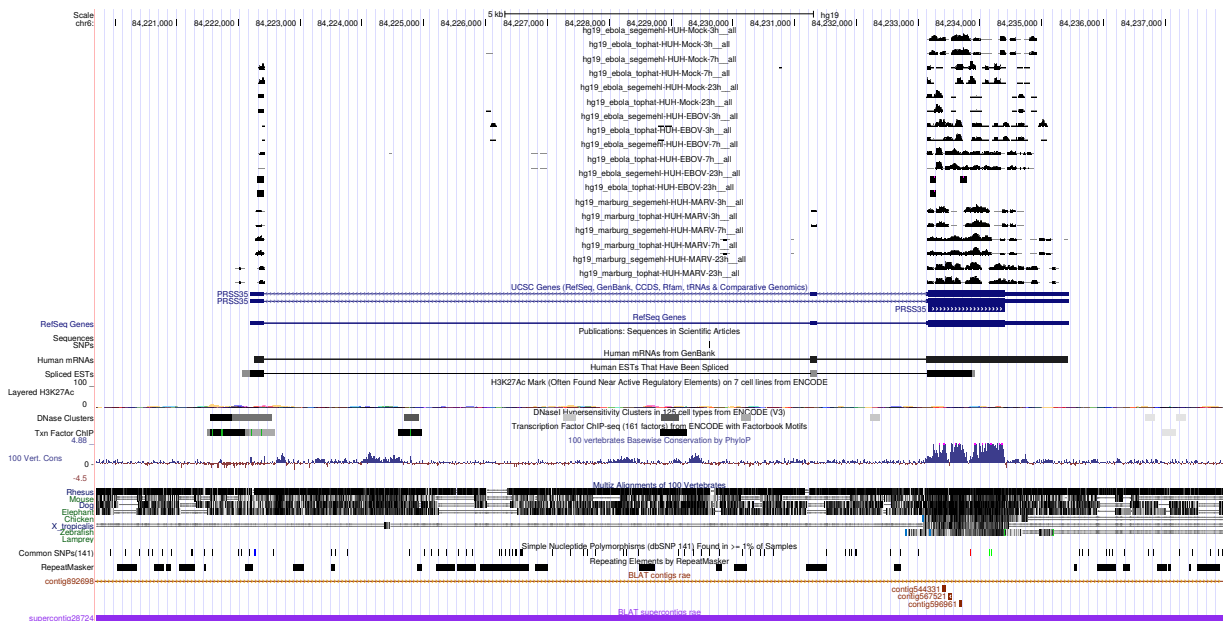 Scale 5 kb hg19
chr6: 84,221,000 84,222,000 84,223,000 84,224,000 84,225,000 84,226,000 84,227,000 84,228,000 84,229,000 84,230,000 84,231,000 84,232,000 84,233,000 84,234,000 84,235,000 84,236,000 84,237,000
hg19_ebola_segemehl-HUH-Mock-3h__all
hg19_ebola_tophat-HUH-Mock-3h__all
hg19_ebola_segemehl-HUH-Mock-7h__all
hg19_ebola_tophat-HUH-Mock-7h__all
hg19_ebola_segemehl-HUH-Mock-23h__all
hg19_ebola_tophat-HUH-Mock-23h__all
hg19_ebola_segemehl-HUH-EBOV-3h__all
hg19_ebola_tophat-HUH-EBOV-3h__all
hg19_ebola_segemehl-HUH-EBOV-7h__all
hg19_ebola_tophat-HUH-EBOV-7h__all
hg19_ebola_segemehl-HUH-EBOV-23h__all
hg19_ebola_tophat-HUH-EBOV-23h__all
hg19_marburg_segemehl-HUH-MARV-3h__all
hg19_marburg_tophat-HUH-MARV-3h__all
hg19_marburg_segemehl-HUH-MARV-7h__all
hg19_marburg_tophat-HUH-MARV-7h__all
hg19_marburg_segemehl-HUH-MARV-23h__all
hg19_marburg_tophat-HUH-MARV-23h__all
UCSC Genes (RefSeq, GenBank, CCDS, Rfam, tRNAs & Comparative Genomics)
PRSS35
PRSS35
PRSS35
RefSeq Genes
RefSeq Genes
Publications: Sequences in Scientific Articles
Sequences
SNPs
Human mRNAs from GenBank
Human mRNAs
Human ESTs That Have Been Spliced
Spliced ESTs
H3K27Ac Mark (Often Found Near Active Regulatory Elements) on 7 cell lines from ENCODE
100
Layered H3K27Ac
0
DNaseI Hypersensitivity Clusters in 125 cell types from ENCODE (V3)
DNase Clusters
Transcription Factor ChIP-seq (161 factors) from ENCODE with Factorbook Motifs
Txn Factor ChIP
100 vertebrates Basewise Conservation by PhyloP
4.88
100 Vert. Cons
0
-4.5
Multiz Alignments of 100 Vertebrates
Rhesus
Mouse
Dog
Elephant
Chicken
X_tropicalis
Zebrafish
Lamprey
Simple Nucleotide Polymorphisms (dbSNP 141) Found in >= 1% of Samples
Common SNPs(141)
Repeating Elements by RepeatMasker
RepeatMasker
BLAT contigs rae
contig892698
contig544331
contig567521
contig596961
BLAT supercontigs rae
supercontig28724